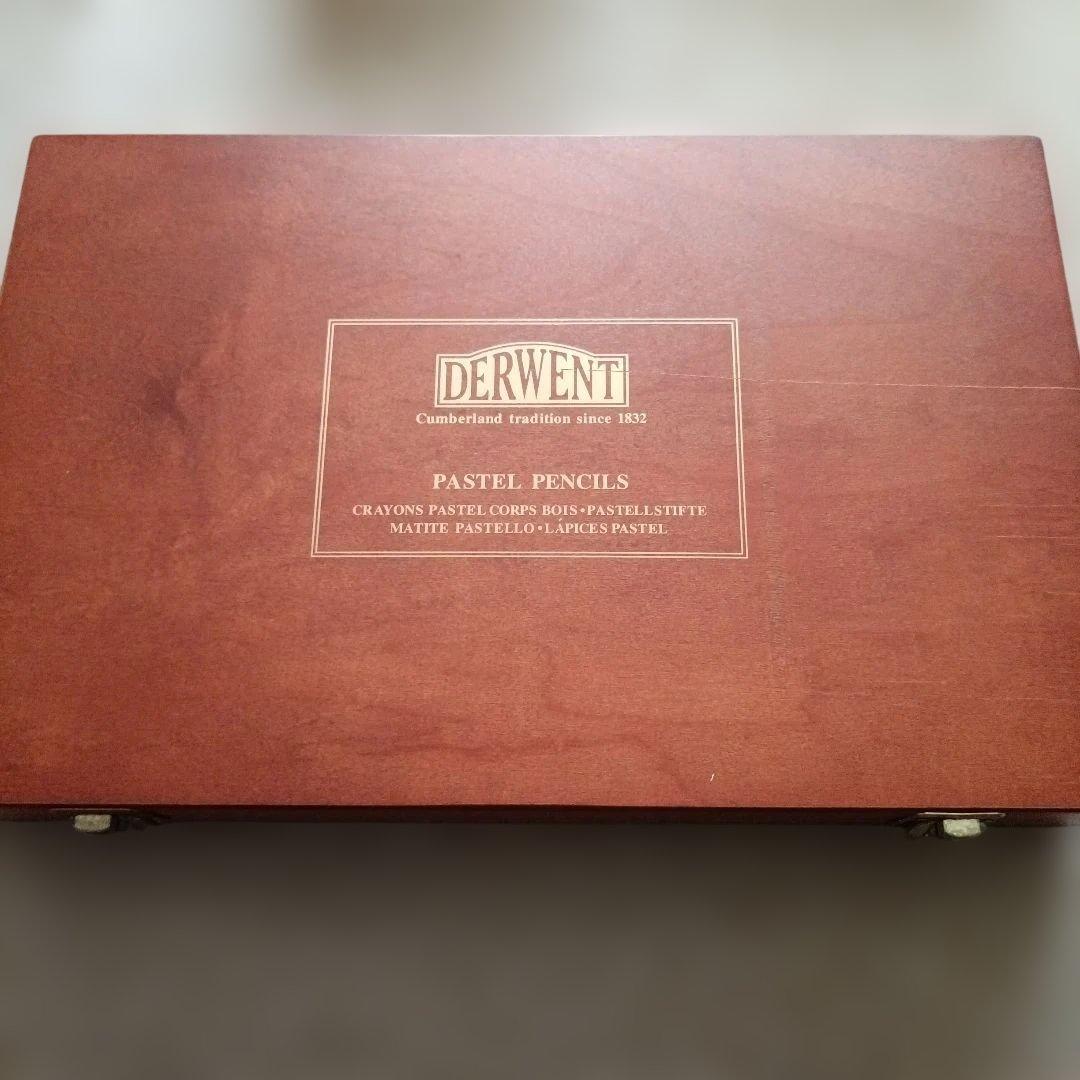 DERWENT
Cumberland tradition since 1832
PASTEL PENCILS
CRAYONS PASTEL CORPS BOIS•PASTELLSTIFTE
MATITE PASTELLO•LÁPICES PASTEL